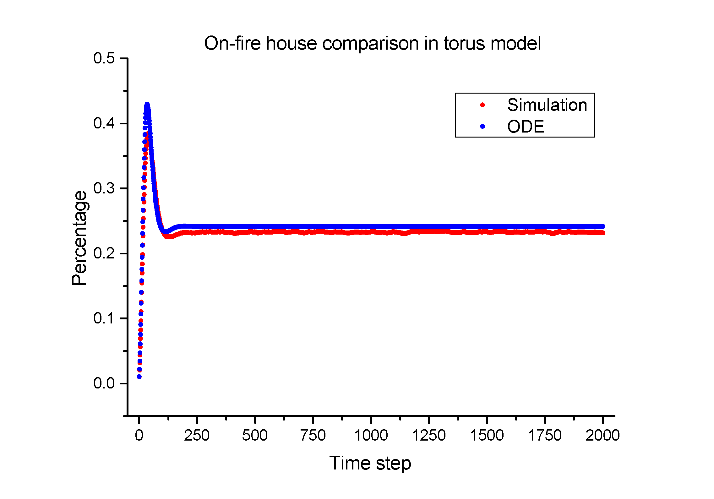 On-fire house comparison in torus model
0.5
Simulation
ODE
0.4
0.3
Percentage
0.2
0.1
0.0
0 250 500 750 1000 1250 1500 1750 2000
Time step